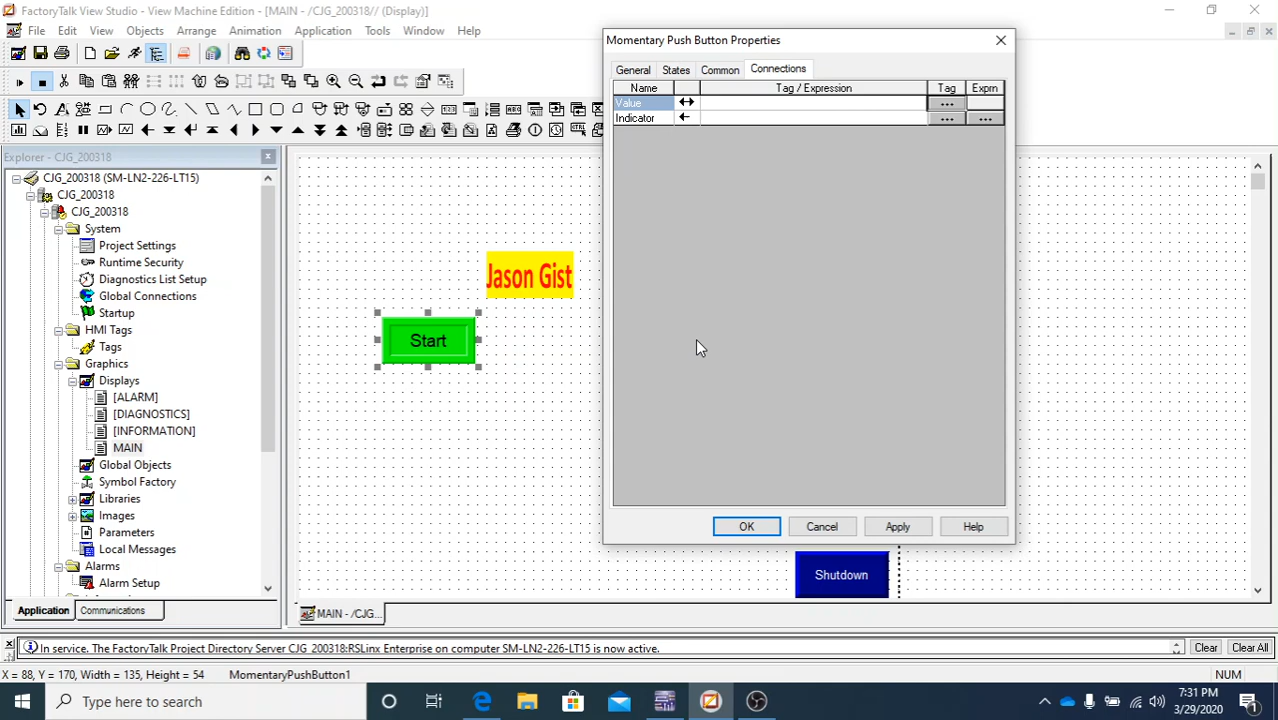 FactoryTalk View Studio - View Machine Edition - [MAIN - /CJG_200318// (Display)]
File Edit View Objects Arrange Animation Application Tools Window Help
Explorer - CJG_200318
CJG_200318 (SM-LN2-226-LT15)
CJG_200318
CJG_200318
System
Project Settings
Runtime Security
Diagnostics List Setup
Global Connections
Startup
HMI Tags
Tags
Graphics
Displays
[ALARM]
[DIAGNOSTICS]
[INFORMATION]
MAIN
Global Objects
Symbol Factory
Libraries
Images
Parameters
Local Messages
Alarms
Alarm Setup
Application Communications
Jason Gist
Start
Momentary Push Button Properties
General States Common Connections
Name Tag / Expression Tag Exprn
Value
Indicator
OK Cancel Apply Help
Shutdown
MAIN - /CJG...
In service. The FactoryTalk Project Directory Server CJG_200318:RSLinx Enterprise on computer SM-LN2-226-LT15 is now active.
Clear Clear All
X = 88, Y = 170, Width = 135, Height = 54 MomentaryPushButton1 NUM
Type here to search
7:31 PM
3/29/2020